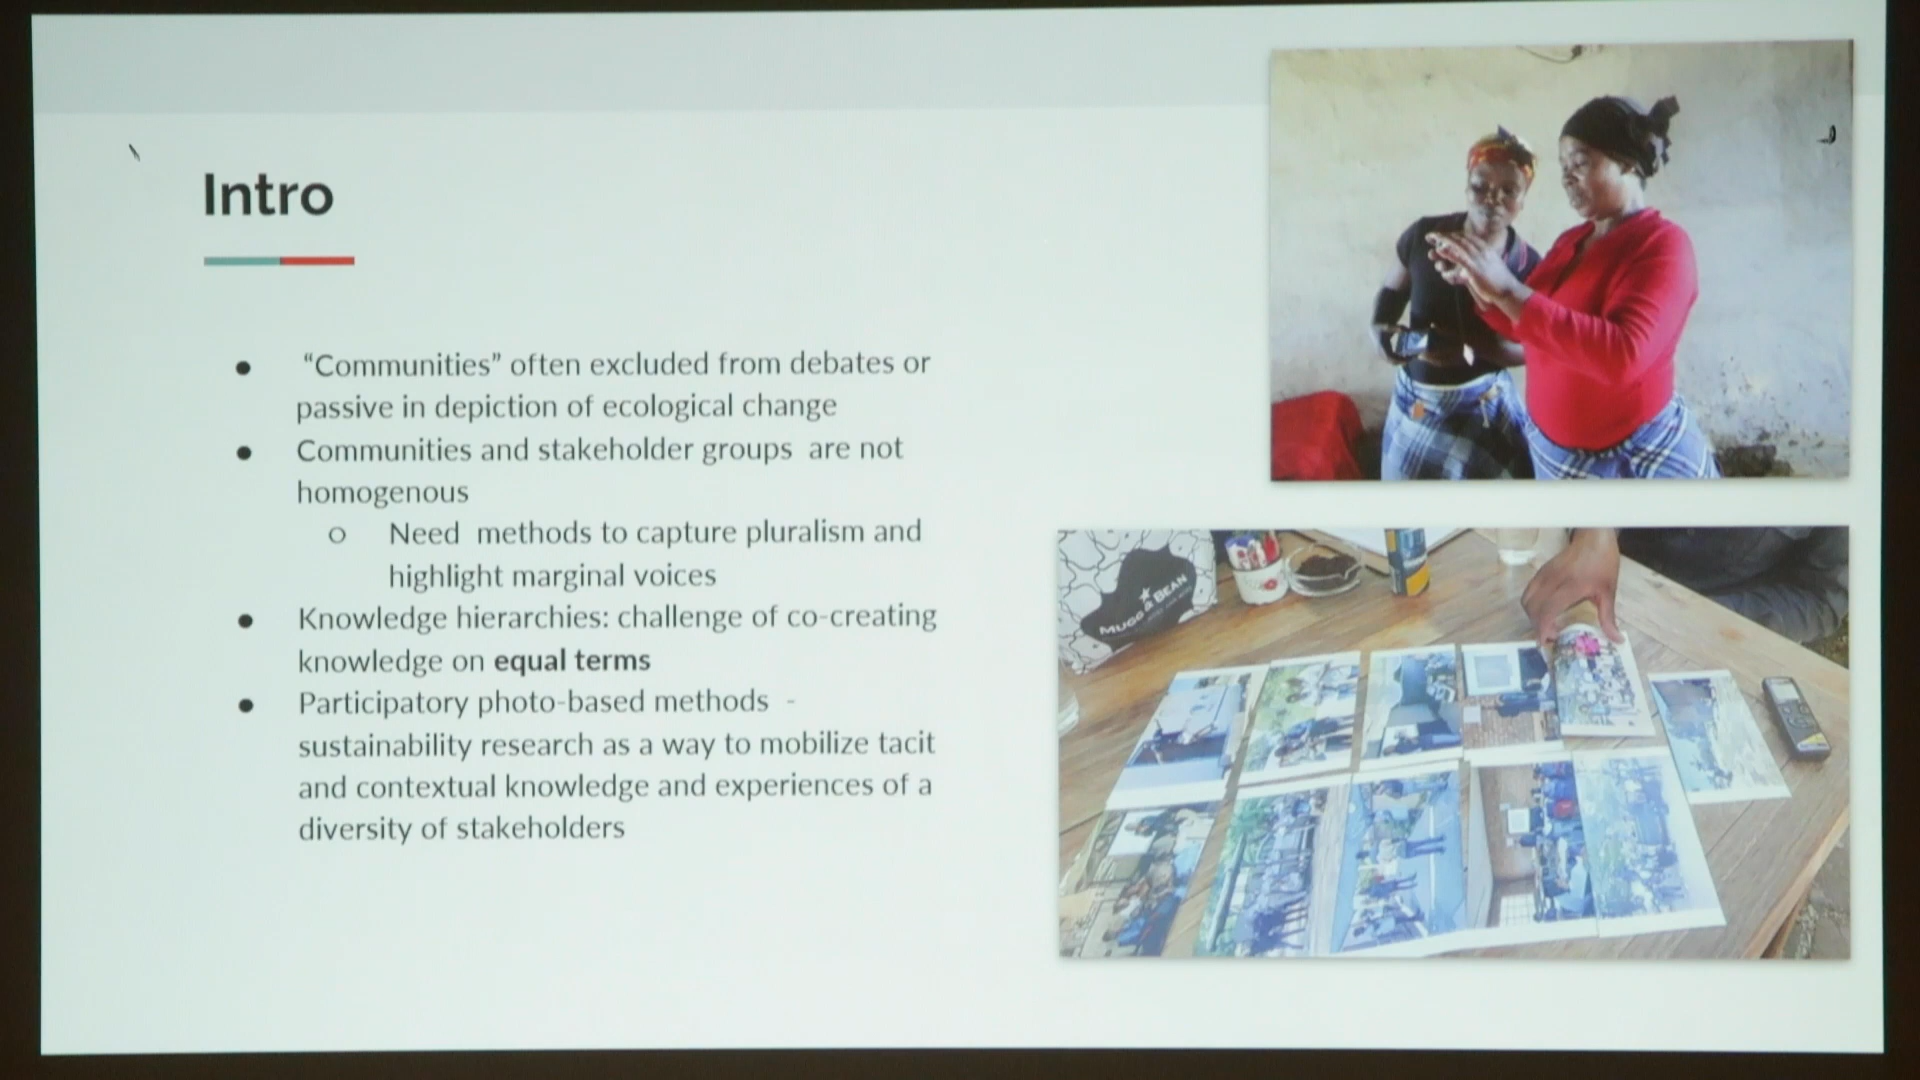 Intro
● “Communities” often excluded from debates or
passive in depiction of ecological change
● Communities and stakeholder groups are not
homogenous
○ Need methods to capture pluralism and
highlight marginal voices
● Knowledge hierarchies: challenge of co-creating
knowledge on equal terms
● Participatory photo-based methods -
sustainability research as a way to mobilize tacit
and contextual knowledge and experiences of a
diversity of stakeholders
MUGG & BEAN